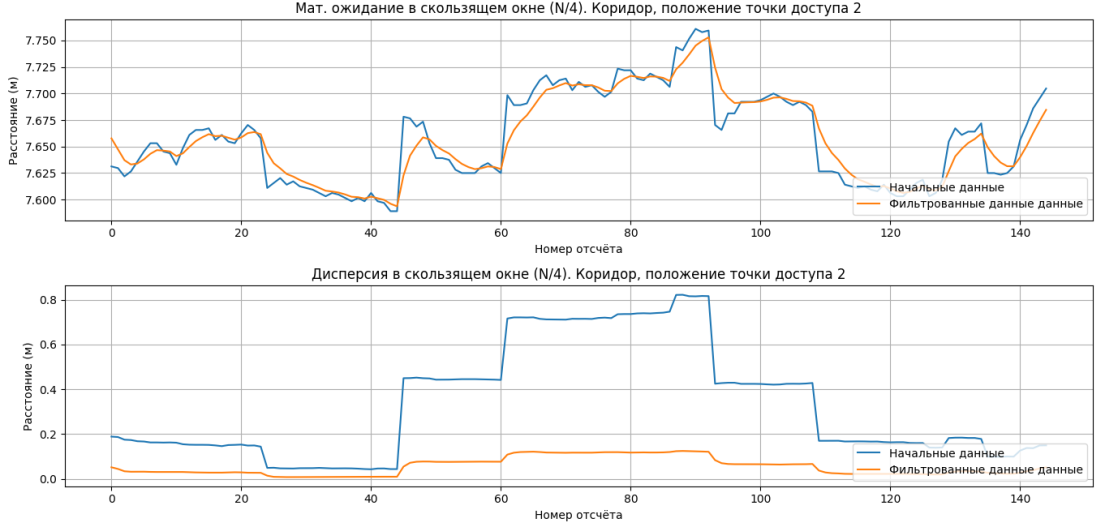 Мат. ожидание в скользящем окне (N/4). Коридор, положение точки доступа 2
7.750
7.725
7.700
7.675
7.650
7.625
7.600
Расстояние (м)
Начальные данные
Фильтрованные данные данные
0 20 40 60 80 100 120 140
Номер отсчёта
Дисперсия в скользящем окне (N/4). Коридор, положение точки доступа 2
0.8
0.6
0.4
0.2
0.0
Расстояние (м)
Начальные данные
Фильтрованные данные данные
0 20 40 60 80 100 120 140
Номер отсчёта